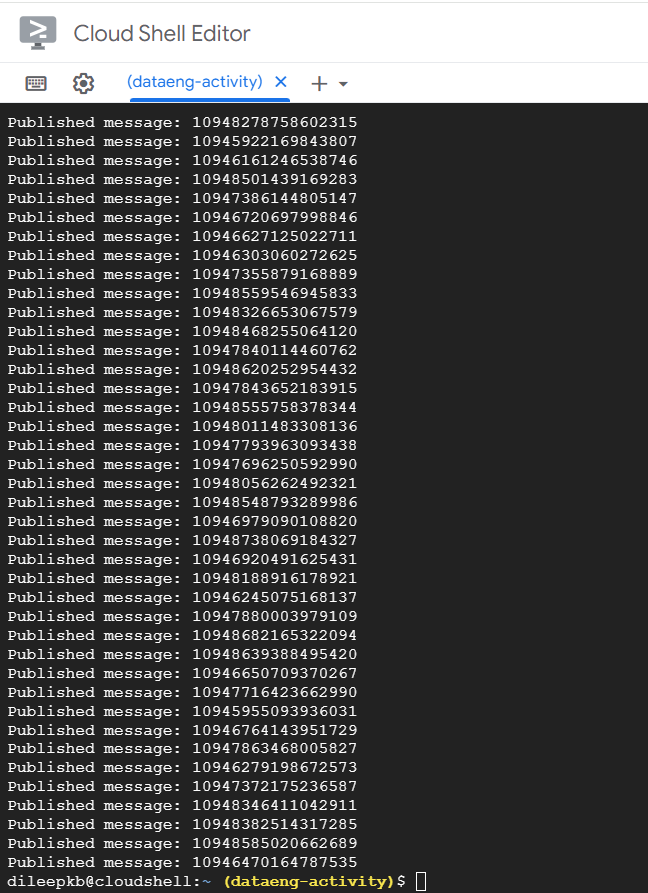 Cloud Shell Editor
(dataeng-activity) ×
Published message: 10948278758602315
Published message: 10945922169843807
Published message: 10946161246538746
Published message: 10948501439169283
Published message: 10947386144805147
Published message: 10946720697998846
Published message: 10946627125022711
Published message: 10946303060272625
Published message: 10947355879168889
Published message: 10948559546945833
Published message: 10948326653067579
Published message: 10948468255064120
Published message: 10947840114460762
Published message: 10948620252954432
Published message: 10947843652183915
Published message: 10948555758378344
Published message: 10948011483308136
Published message: 10947793963093438
Published message: 10947696250592990
Published message: 10948056262492321
Published message: 10948548793289986
Published message: 10946979090108820
Published message: 10948738069184327
Published message: 10946920491625431
Published message: 10948188916178921
Published message: 10946245075168137
Published message: 10947880003979109
Published message: 10948682165322094
Published message: 10948639388495420
Published message: 10946650709370267
Published message: 10947716423662990
Published message: 10945955093936031
Published message: 10946764143951729
Published message: 10947863468005827
Published message: 10946279198672573
Published message: 10947372175236587
Published message: 10948346411042911
Published message: 10948382514317285
Published message: 10948585020662689
Published message: 10946470164787535
dileepkb@cloudshell:~ (dataeng-activity)$